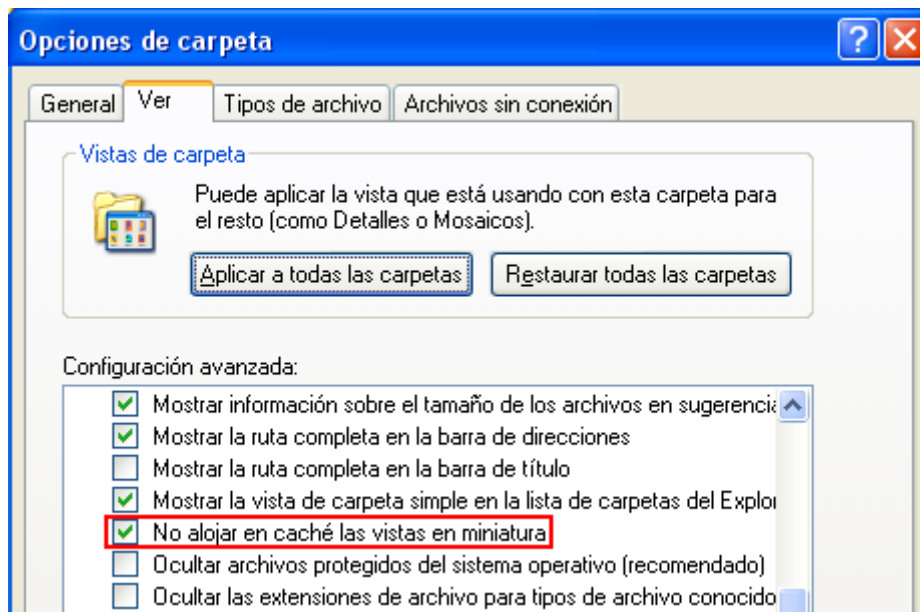 Opciones de carpeta
General
Ver
Tipos de archivo
Archivos sin conexión
Vistas de carpeta
Puede aplicar la vista que está usando con esta carpeta para
el resto (como Detalles o Mosaicos).
Aplicar a todas las carpetas
Restaurar todas las carpetas
Configuración avanzada:
Mostrar información sobre el tamaño de los archivos en
Mostrar la ruta completa en la barra de direcciones
Mostrar la ruta completa en la barra de título
Mostrar la vista de carpeta simple en la lista de carpetas del
No alojar en caché las vistas en miniatura
Ocultar archivos protegidos del sistema operativo (recomendado)
Ocultar las extensiones de archivo para tipos de archivo